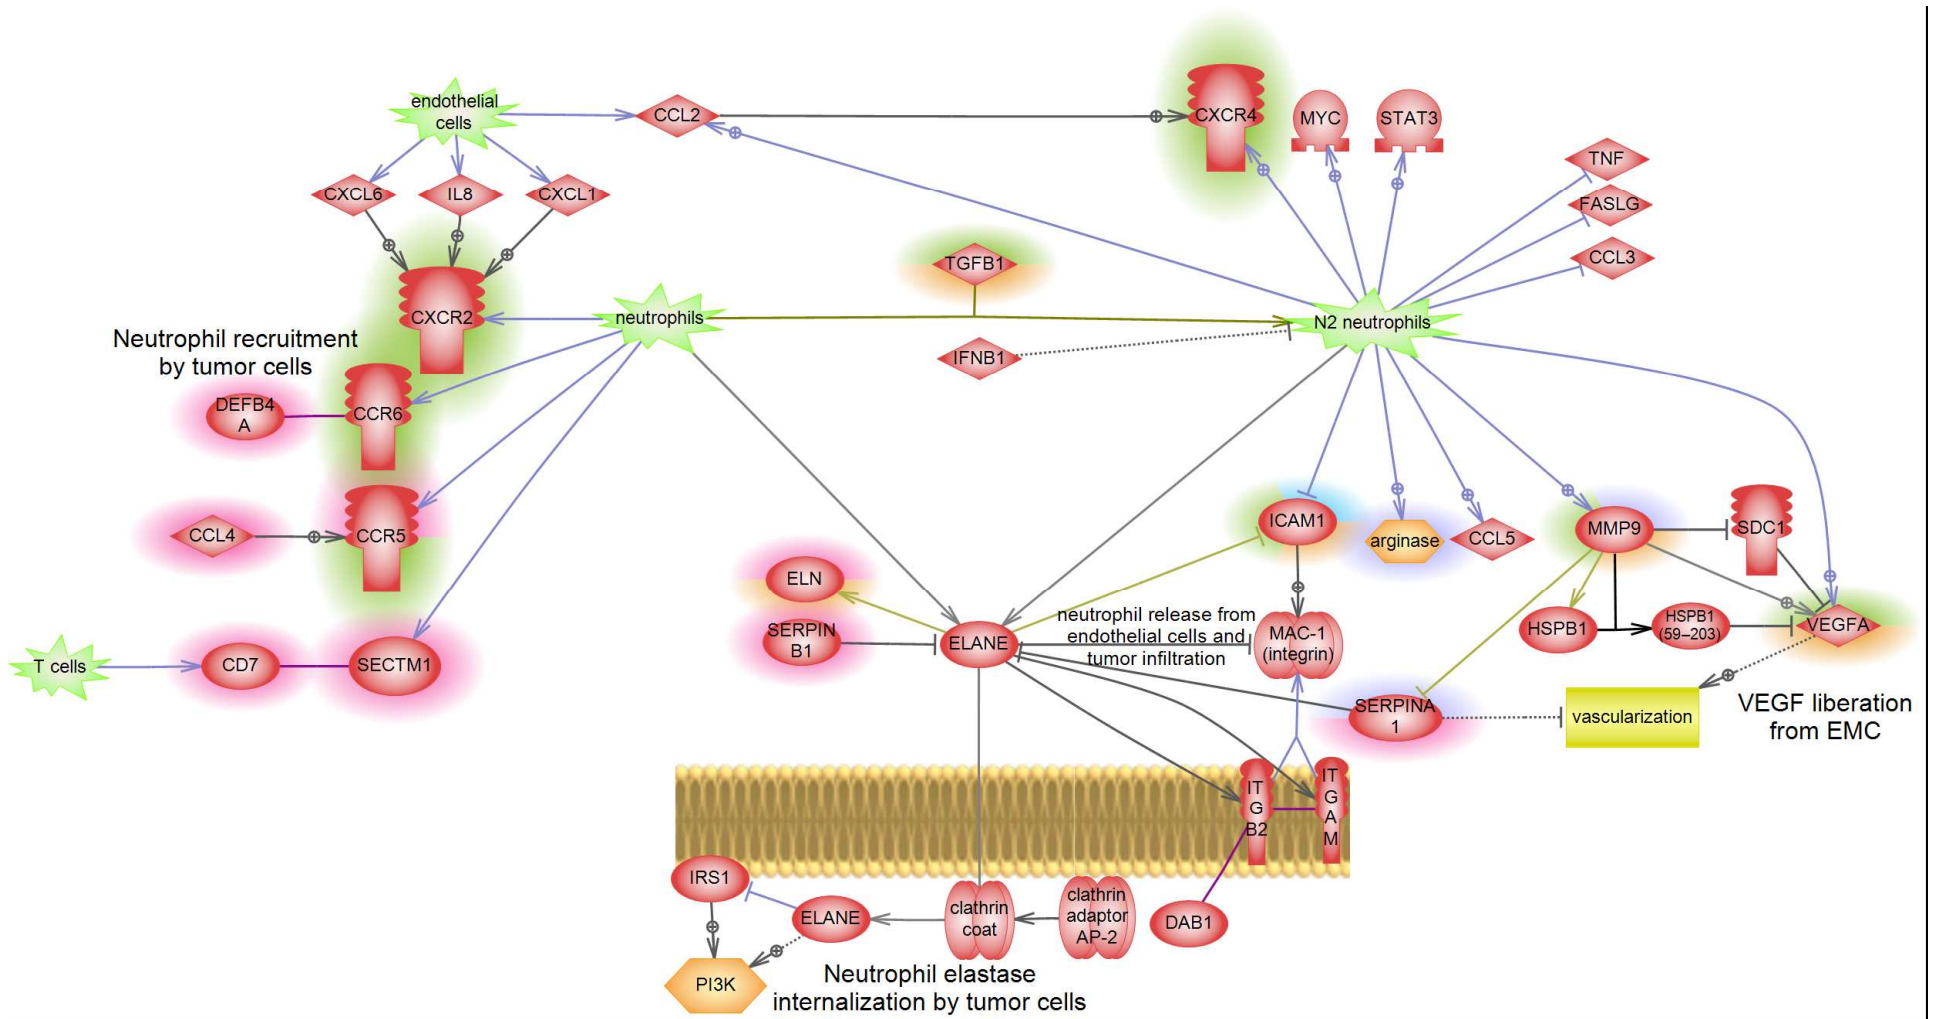 endothelial
cells
CCL2
CXCR4
MYC
STAT3
TNF
FASLG
CCL3
CXCL6
IL8
CXCL1
TGFB1
CXCR2
neutrophils
N2 neutrophils
IFNB1
Neutrophil recruitment
by tumor cells
DEFB4
A
CCR6
CCL4
CCR5
ICAM1
arginase
CCL5
MMP9
SDC1
ELN
SERPIN
B1
ELANE
neutrophil release from
endothelial cells and
tumor infiltration
MAC-1
(integrin)
HSPB1
HSPB1
(59–203)
VEGFA
T cells
CD7
SECTM1
SERPINA
1
vascularization
VEGF liberation
from EMC
IT
G
B2
IT
G
A
M
IRS1
ELANE
clathrin
coat
clathrin
adaptor
AP-2
DAB1
PI3K
Neutrophil elastase
internalization by tumor cells